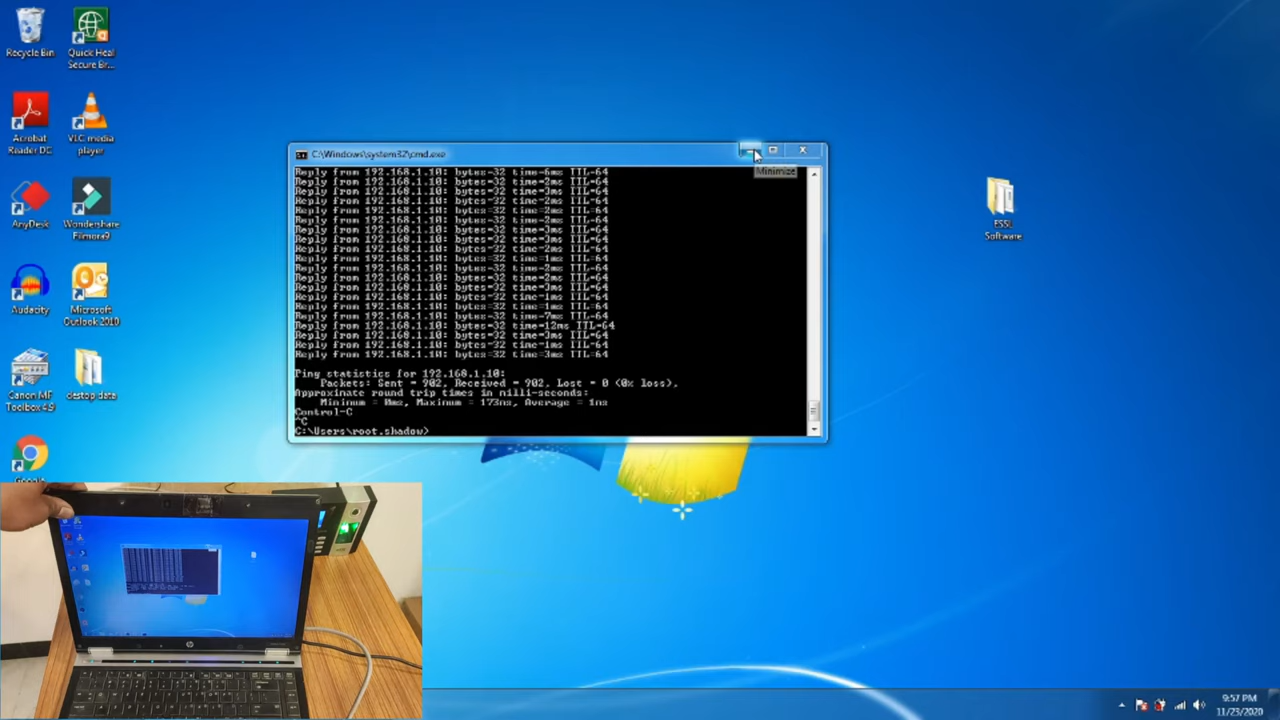 Recycle Bin
Quick Heal
Secure Br...
Acrobat
Reader DC
VLC media
player
AnyDesk
Wondershare
Filmora9
Audacity
Microsoft
Outlook 2010
Canon MF
Toolbox 4.9
destop data
Google
ESSL
Software
C:\Windows\system32\cmd.exe
Minimize
Reply from 192.168.1.10: bytes=32 time=6ms TTL=64
Reply from 192.168.1.10: bytes=32 time=2ms TTL=64
Reply from 192.168.1.10: bytes=32 time=3ms TTL=64
Reply from 192.168.1.10: bytes=32 time=2ms TTL=64
Reply from 192.168.1.10: bytes=32 time=2ms TTL=64
Reply from 192.168.1.10: bytes=32 time=2ms TTL=64
Reply from 192.168.1.10: bytes=32 time=3ms TTL=64
Reply from 192.168.1.10: bytes=32 time=3ms TTL=64
Reply from 192.168.1.10: bytes=32 time=2ms TTL=64
Reply from 192.168.1.10: bytes=32 time=1ms TTL=64
Reply from 192.168.1.10: bytes=32 time=2ms TTL=64
Reply from 192.168.1.10: bytes=32 time=2ms TTL=64
Reply from 192.168.1.10: bytes=32 time=3ms TTL=64
Reply from 192.168.1.10: bytes=32 time=1ms TTL=64
Reply from 192.168.1.10: bytes=32 time=1ms TTL=64
Reply from 192.168.1.10: bytes=32 time=7ms TTL=64
Reply from 192.168.1.10: bytes=32 time=12ms TTL=64
Reply from 192.168.1.10: bytes=32 time=3ms TTL=64
Reply from 192.168.1.10: bytes=32 time=1ms TTL=64
Reply from 192.168.1.10: bytes=32 time=3ms TTL=64
Ping statistics for 192.168.1.10:
Packets: Sent = 902, Received = 902, Lost = 0 (0% loss),
Approximate round trip times in milli-seconds:
Minimum = 0ms, Maximum = 173ms, Average = 1ms
Control-C
^C
C:\Users\root.shadow>
hp
9:57 PM
11/23/2020